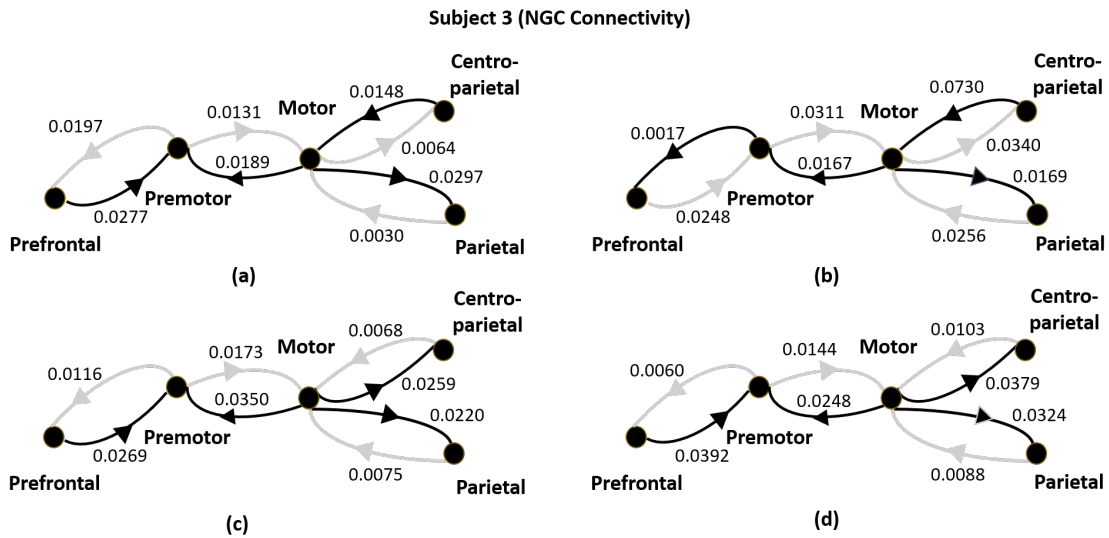 Subject 3 (NGC Connectivity)
Centro-
parietal
0.0148
Motor
0.0131
0.0197
0.0064
0.0189
0.0297
Premotor
0.0277
0.0030
Prefrontal
Parietal
(a)
Centro-
parietal
0.0730
Motor
0.0311
0.0017
0.0340
0.0167
0.0169
Premotor
0.0248
0.0256
Prefrontal
Parietal
(b)
Centro-
parietal
0.0068
Motor
0.0173
0.0116
0.0259
0.0350
0.0220
Premotor
0.0269
0.0075
Prefrontal
Parietal
(c)
Centro-
parietal
0.0103
Motor
0.0144
0.0060
0.0379
0.0248
0.0324
Premotor
0.0392
0.0088
Prefrontal
Parietal
(d)